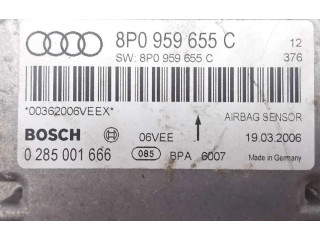 8P0 959 655 C 12
SW: 8P0 959 655 C 376
*00362006VEEX* AIRBAG SENSOR
BOSCH 06VEE 19.03.2006
0 285 001 666 085 BPA 6007 Made in Germany